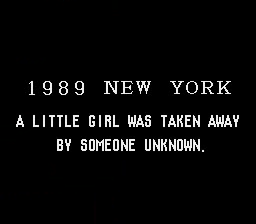 1989 NEW YORK
A LITTLE GIRL WAS TAKEN AWAY
BY SOMEONE UNKNOWN.